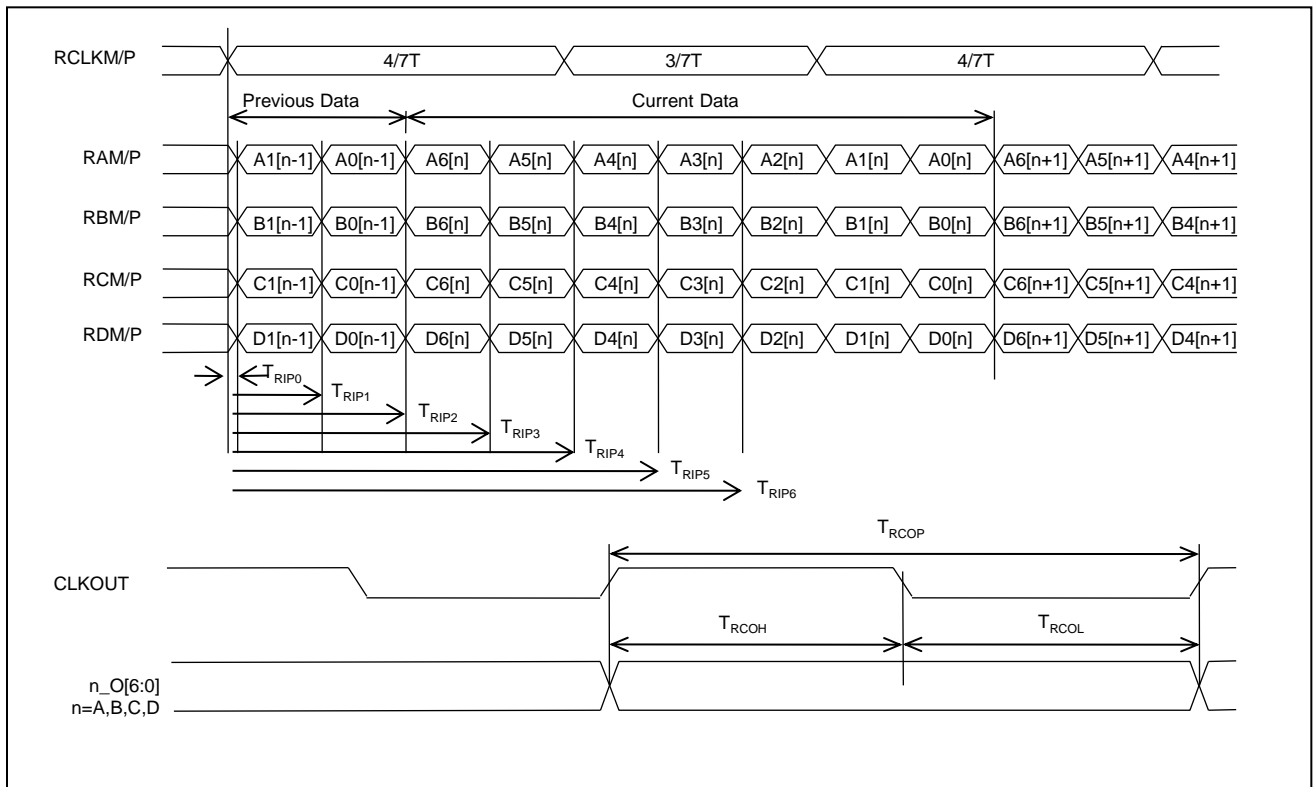 RCLKM/P 4/7T 3/7T 4/7T
Previous Data Current Data
RAM/P A1[n-1] A0[n-1] A6[n] A5[n] A4[n] A3[n] A2[n] A1[n] A0[n] A6[n+1] A5[n+1] A4[n+1]
RBM/P B1[n-1] B0[n-1] B6[n] B5[n] B4[n] B3[n] B2[n] B1[n] B0[n] B6[n+1] B5[n+1] B4[n+1]
RCM/P C1[n-1] C0[n-1] C6[n] C5[n] C4[n] C3[n] C2[n] C1[n] C0[n] C6[n+1] C5[n+1] C4[n+1]
RDM/P D1[n-1] D0[n-1] D6[n] D5[n] D4[n] D3[n] D2[n] D1[n] D0[n] D6[n+1] D5[n+1] D4[n+1]
TRIP0
TRIP1
TRIP2
TRIP3
TRIP4
TRIP5
TRIP6
TRCOP
CLKOUT
TRCOH TRCOL
n_O[6:0]
n=A,B,C,D